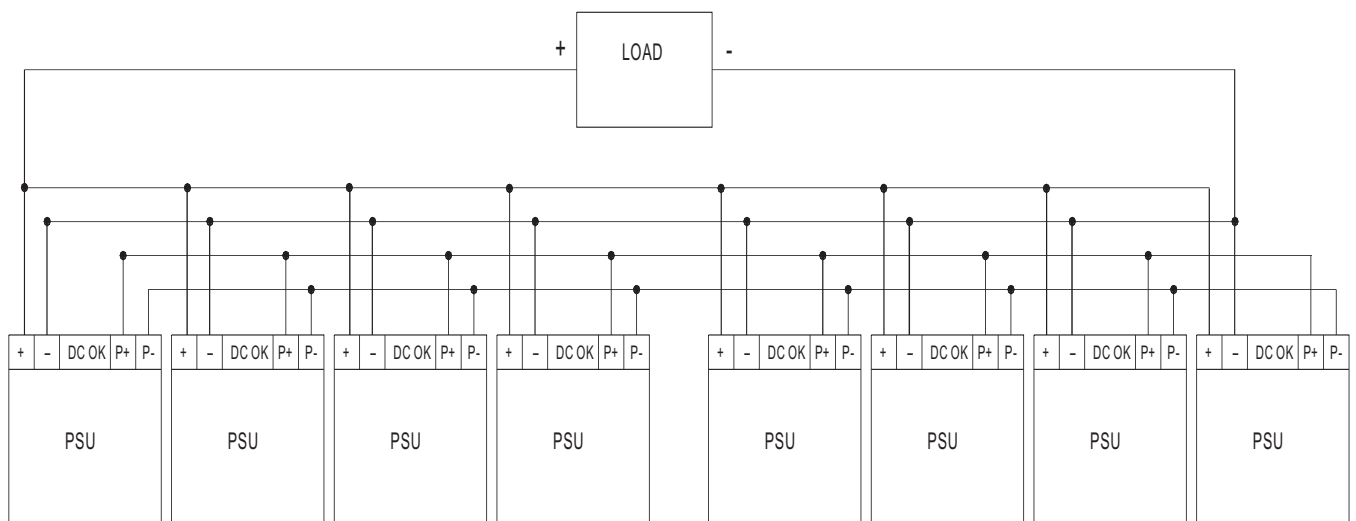 + LOAD -
+ – DC OK P+ P- + – DC OK P+ P- + – DC OK P+ P- + – DC OK P+ P- + – DC OK P+ P- + – DC OK P+ P- + – DC OK P+ P- + – DC OK P+ P-
PSU PSU PSU PSU PSU PSU PSU PSU